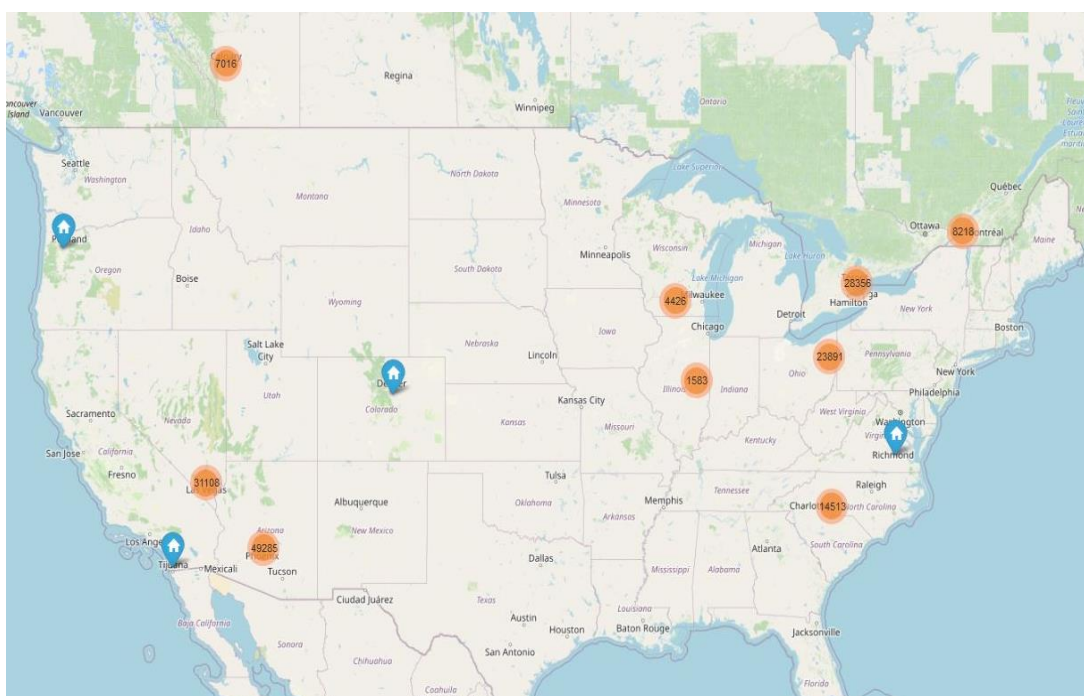 7016
Regina
Winnipeg
Vancouver
Island
Vancouver
Ontario
Seattle
Washington
Lake Superior
Québec
North Dakota
Montana
Minnesota
Ottawa
8218
Montréal
Maine
Portland
Oregon
Idaho
Boise
South Dakota
Minneapolis
Wisconsin
Michigan
Lake Huron
28356
Hamilton
Wyoming
4426
Milwaukee
Lake Michigan
Detroit
New York
Boston
Iowa
Chicago
Salt Lake
City
Nebraska
Lincoln
23891
Ohio
Pennsylvania
New York
Denver
Colorado
Utah
Nevada
1583
Illinois
Indiana
Philadelphia
Kansas City
Sacramento
San Jose
California
Fresno
Kansas
Missouri
West Virginia
Washington
Kentucky
Richmond
31108
Las Vegas
Tulsa
Albuquerque
Oklahoma
New Mexico
Memphis
Tennessee
Arkansas
Raleigh
14513
North Carolina
South Carolina
Arizona
49285
Tucson
Tijuana
Mexicali
Dallas
Atlanta
Mississippi
Alabama
Ciudad Juárez
Texas
Louisiana
Austin
Houston
Baton Rouge
Jacksonville
San Antonio
Baja California
Sonora
Chihuahua
Coahuila
Florida